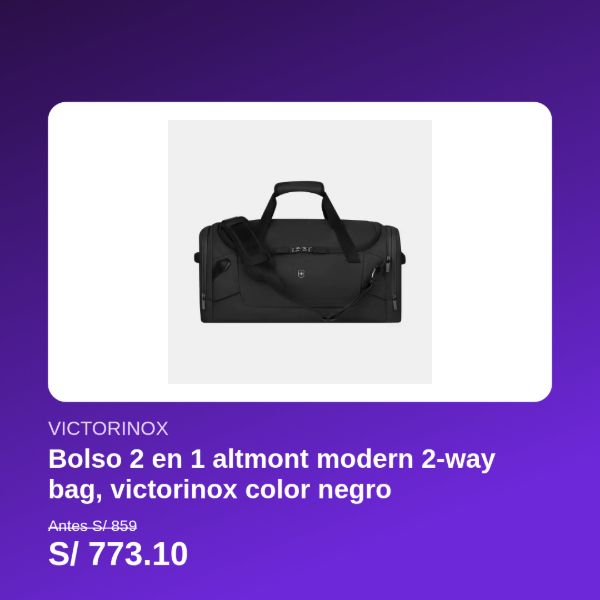 VICTORINOX
Bolso 2 en 1 altmont modern 2-way
bag, victorinox color negro
Antes S/ 859
S/ 773.10